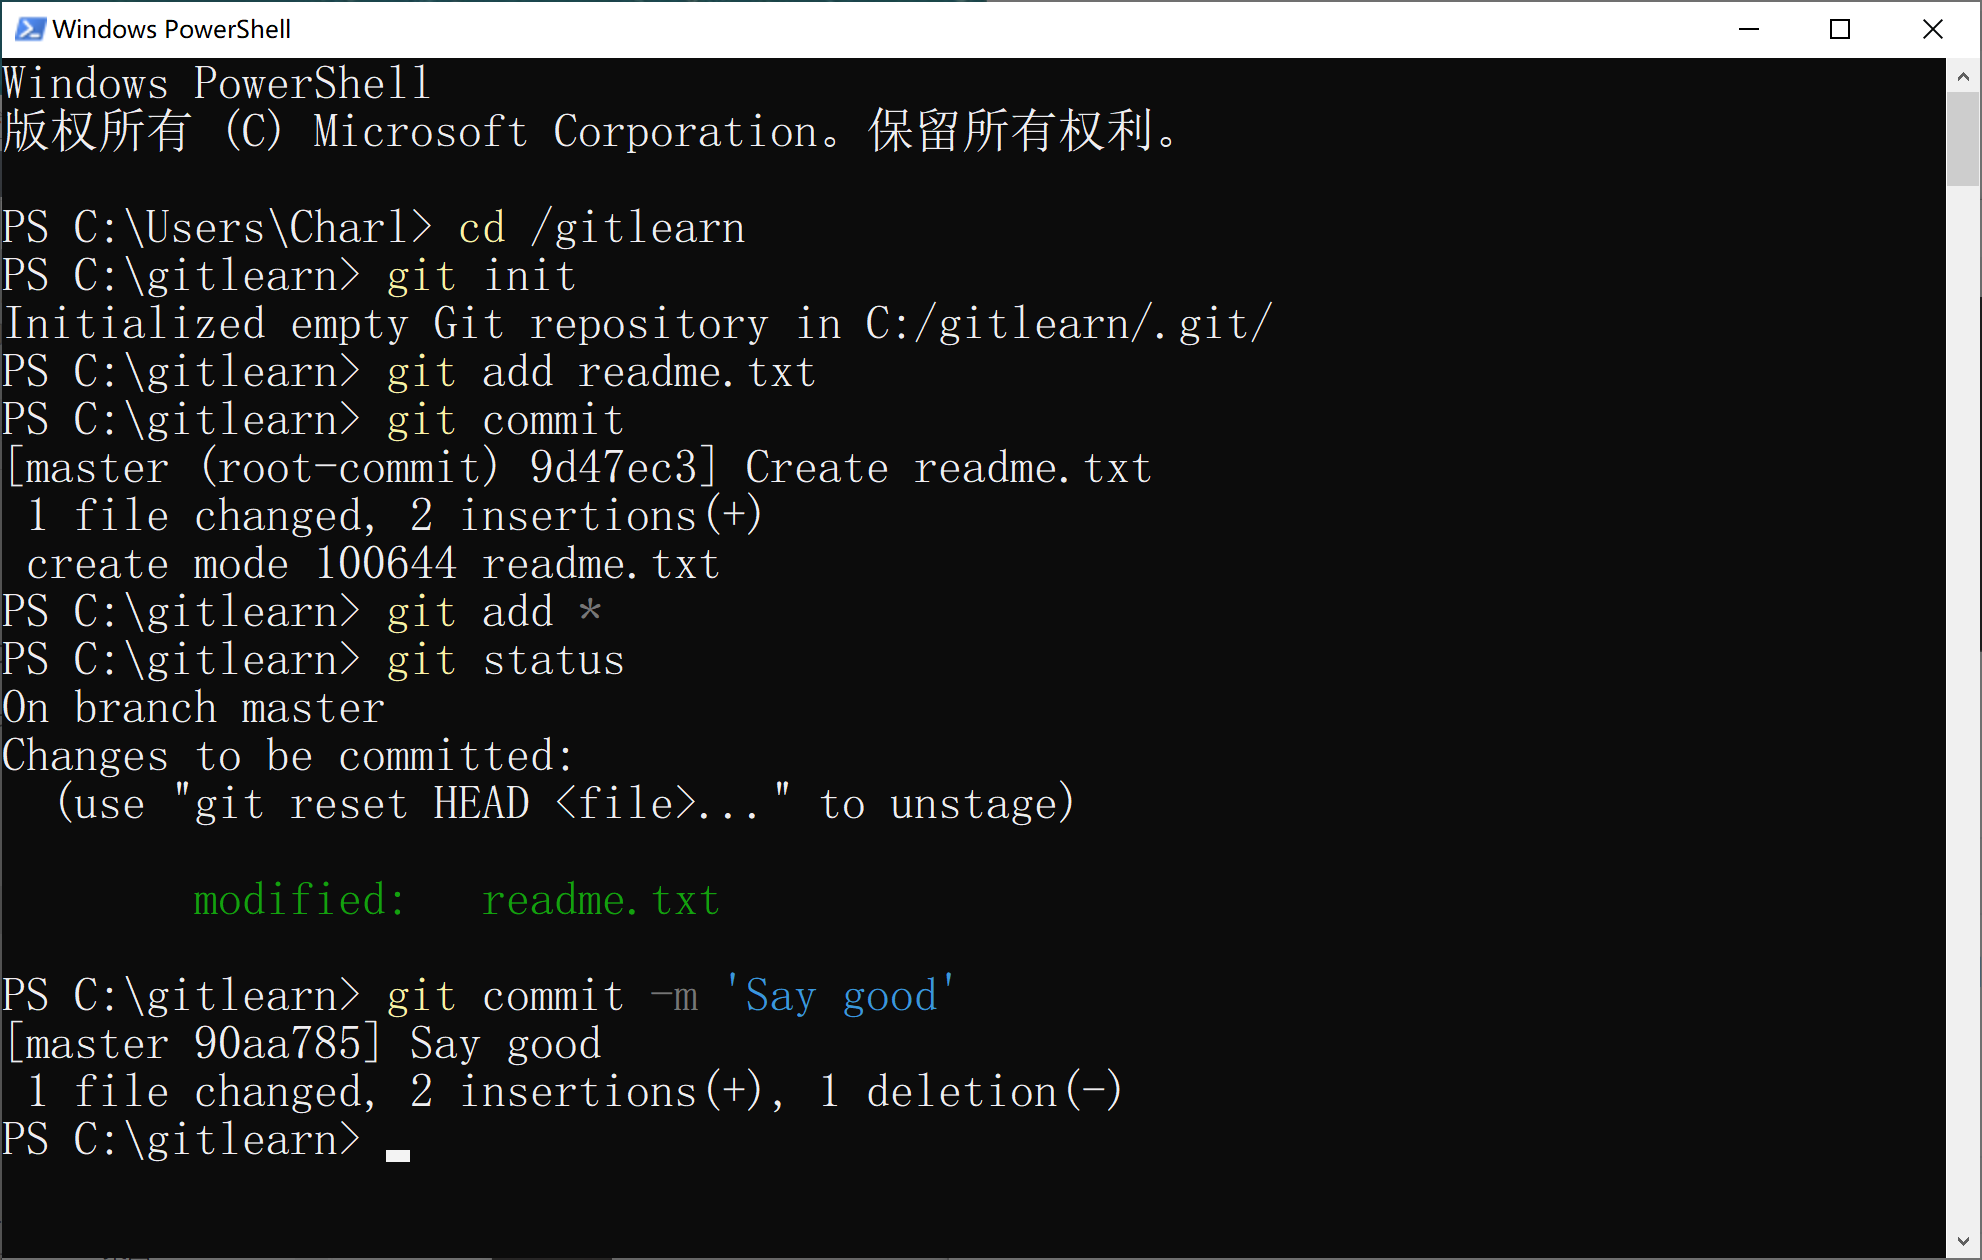 Windows PowerShell
Windows PowerShell
版权所有 (C) Microsoft Corporation。保留所有权利。
PS C:\Users\Charl> cd /gitlearn
PS C:\gitlearn> git init
Initialized empty Git repository in C:/gitlearn/.git/
PS C:\gitlearn> git add readme.txt
PS C:\gitlearn> git commit
[master (root-commit) 9d47ec3] Create readme.txt
 1 file changed, 2 insertions(+)
 create mode 100644 readme.txt
PS C:\gitlearn> git add *
PS C:\gitlearn> git status
On branch master
Changes to be committed:
  (use "git reset HEAD <file>..." to unstage)
        modified:   readme.txt
PS C:\gitlearn> git commit -m 'Say good'
[master 90aa785] Say good
 1 file changed, 2 insertions(+), 1 deletion(-)
PS C:\gitlearn>